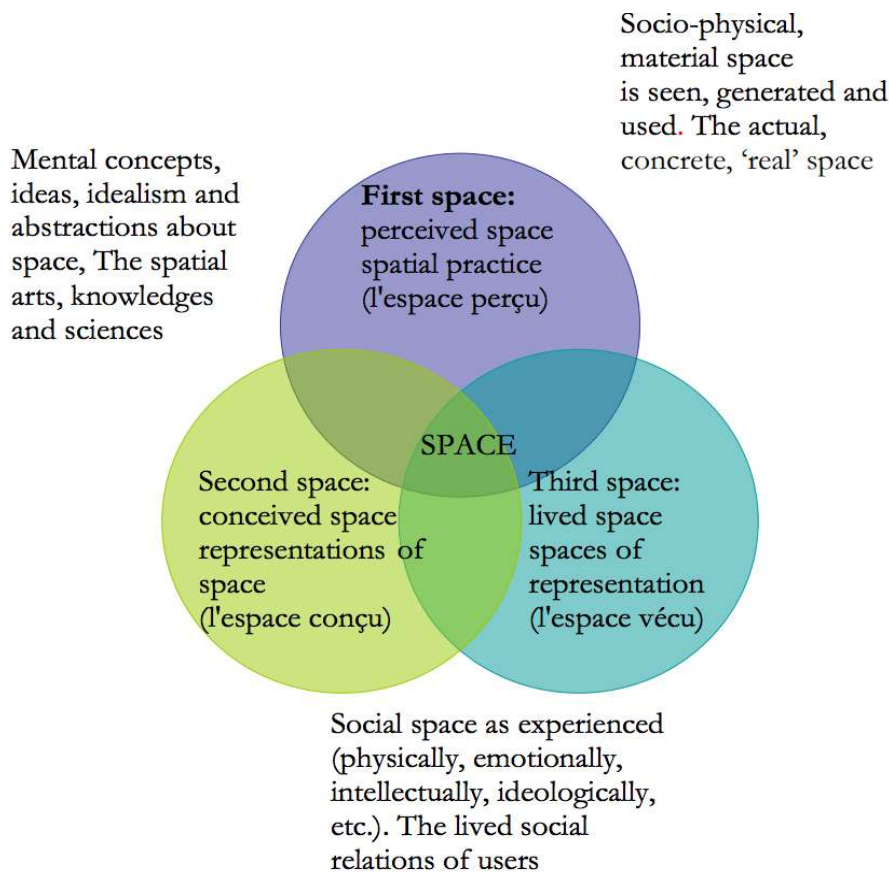 Socio-physical,
material space
is seen, generated and
used. The actual,
concrete, ‘real’ space
Mental concepts,
ideas, idealism and
abstractions about
space, The spatial
arts, knowledges
and sciences
First space:
perceived space
spatial practice
(l'espace perçu)
SPACE
Second space:
conceived space
representations of
space
(l'espace conçu)
Third space:
lived space
spaces of
representation
(l'espace vécu)
Social space as experienced
(physically, emotionally,
intellectually, ideologically,
etc.). The lived social
relations of users